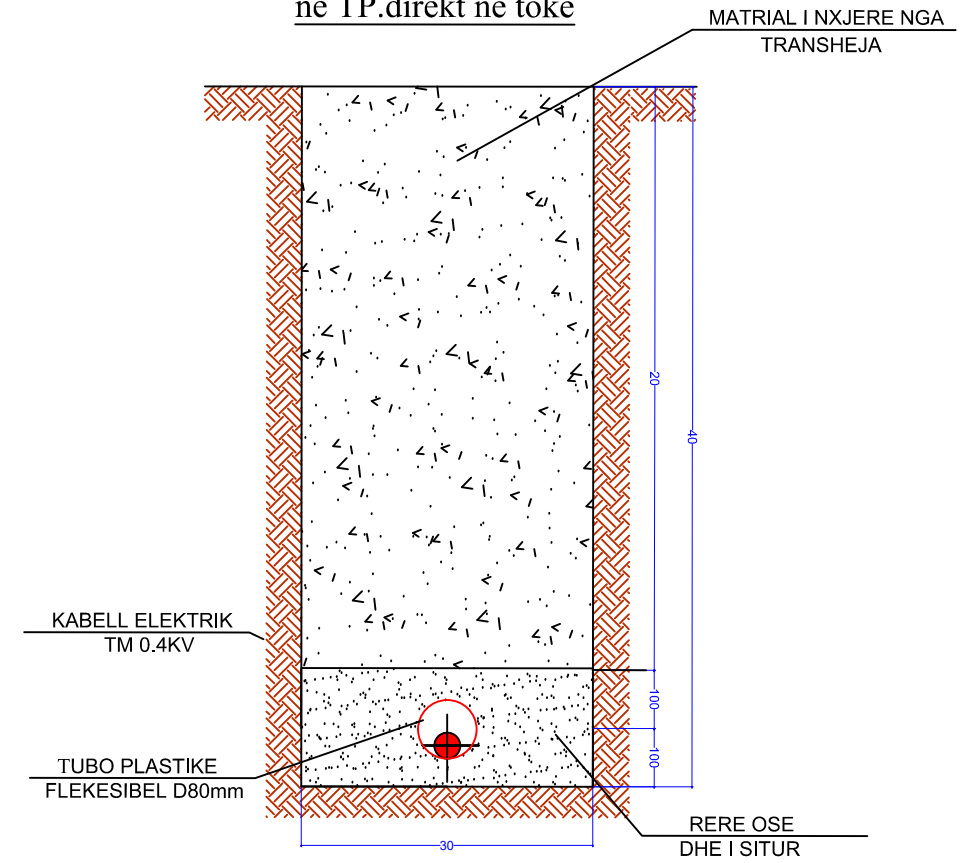 ne TP.direkt ne toke
MATRIAL I NXJERE NGA
TRANSHEJA
20
40
KABELL ELEKTRIK
TM 0.4KV
100
100
TUBO PLASTIKE
FLEKESIBEL D80mm
RERE OSE
DHE I SITUR
30